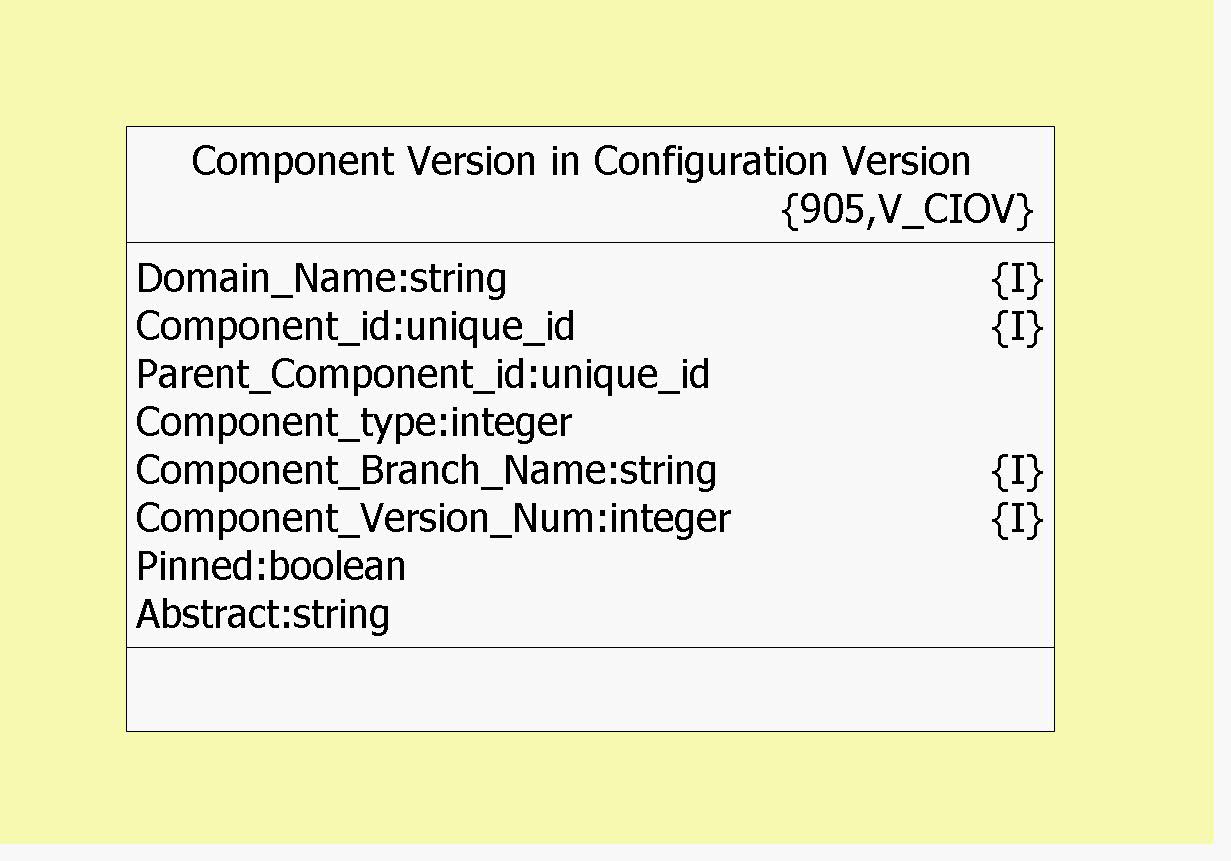 Component Version in Configuration Version
{905,V_CIOV}
Domain_Name:string {I}
Component_id:unique_id {I}
Parent_Component_id:unique_id
Component_type:integer
Component_Branch_Name:string {I}
Component_Version_Num:integer {I}
Pinned:boolean
Abstract:string